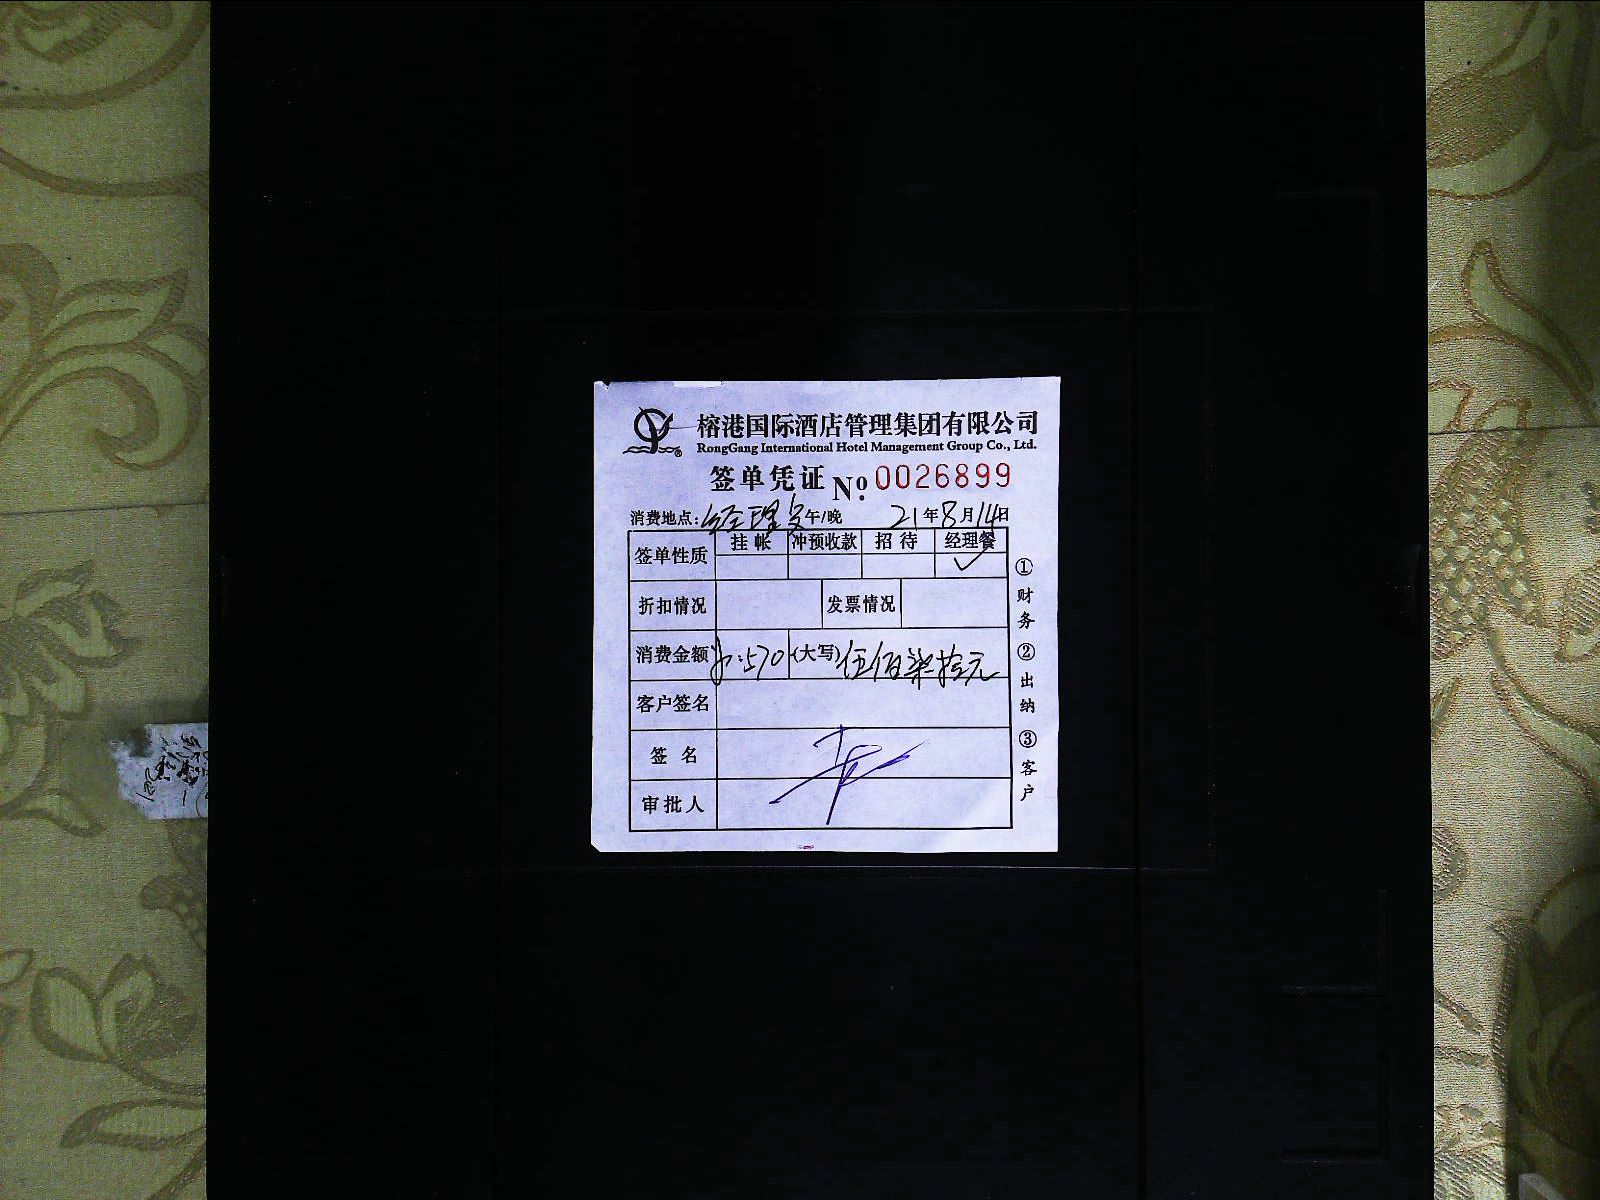 榕港国际酒店管理集团有限公司
RongGang International Hotel Management Group Co., Ltd.
签单凭证 No. 0026899
消费地点: 经理 午/晚 21年8月14日
签单性质 挂帐 冲预收款 招待 经理餐
✓
折扣情况 发票情况
消费金额 ¥:570 (大写) 伍佰柒拾元
客户签名
签名
审批人
①财务 ②出纳 ③客户